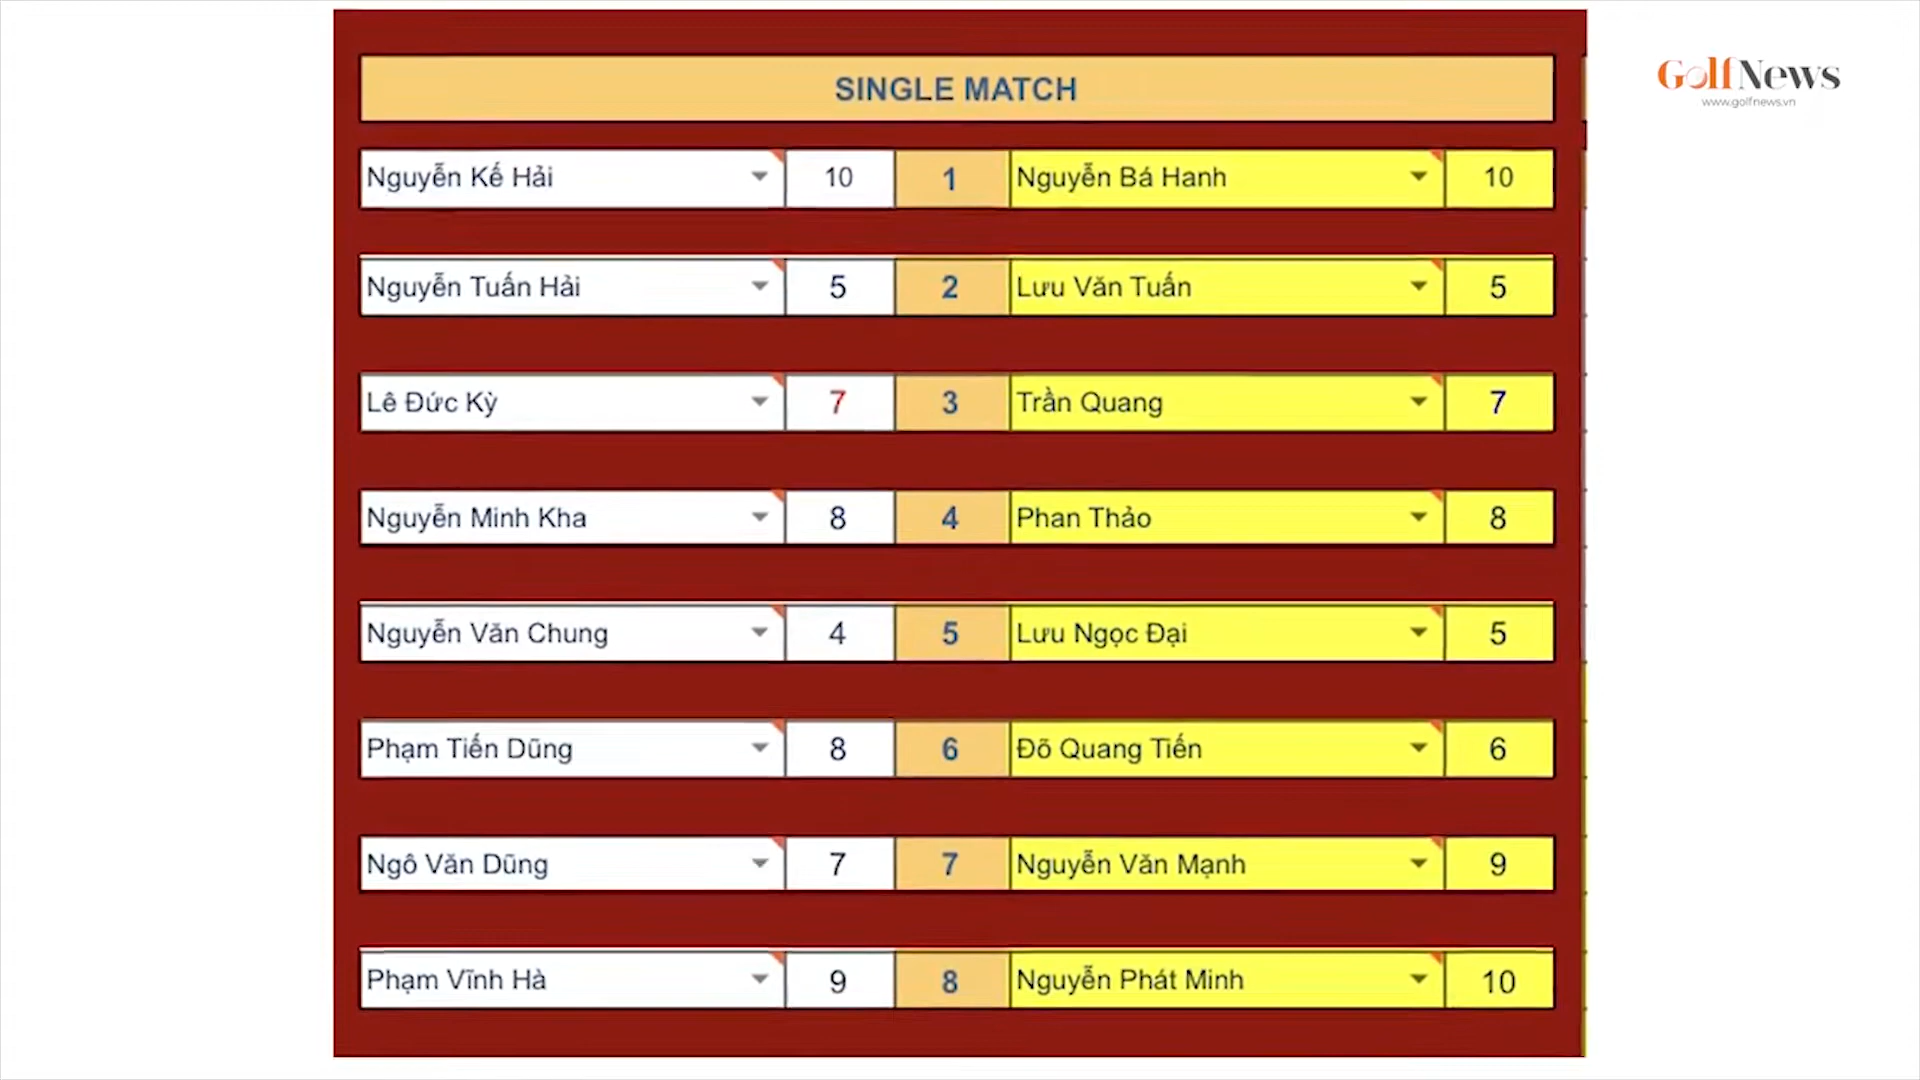 SINGLE MATCH
GolfNews
www.golfnews.vn
Nguyễn Kế Hải 10 1 Nguyễn Bá Hanh 10
Nguyễn Tuấn Hải 5 2 Lưu Văn Tuấn 5
Lê Đức Kỳ 7 3 Trần Quang 7
Nguyễn Minh Kha 8 4 Phan Thảo 8
Nguyễn Văn Chung 4 5 Lưu Ngọc Đại 5
Phạm Tiến Dũng 8 6 Đõ Quang Tiến 6
Ngô Văn Dũng 7 7 Nguyễn Văn Mạnh 9
Phạm Vĩnh Hà 9 8 Nguyễn Phát Minh 10